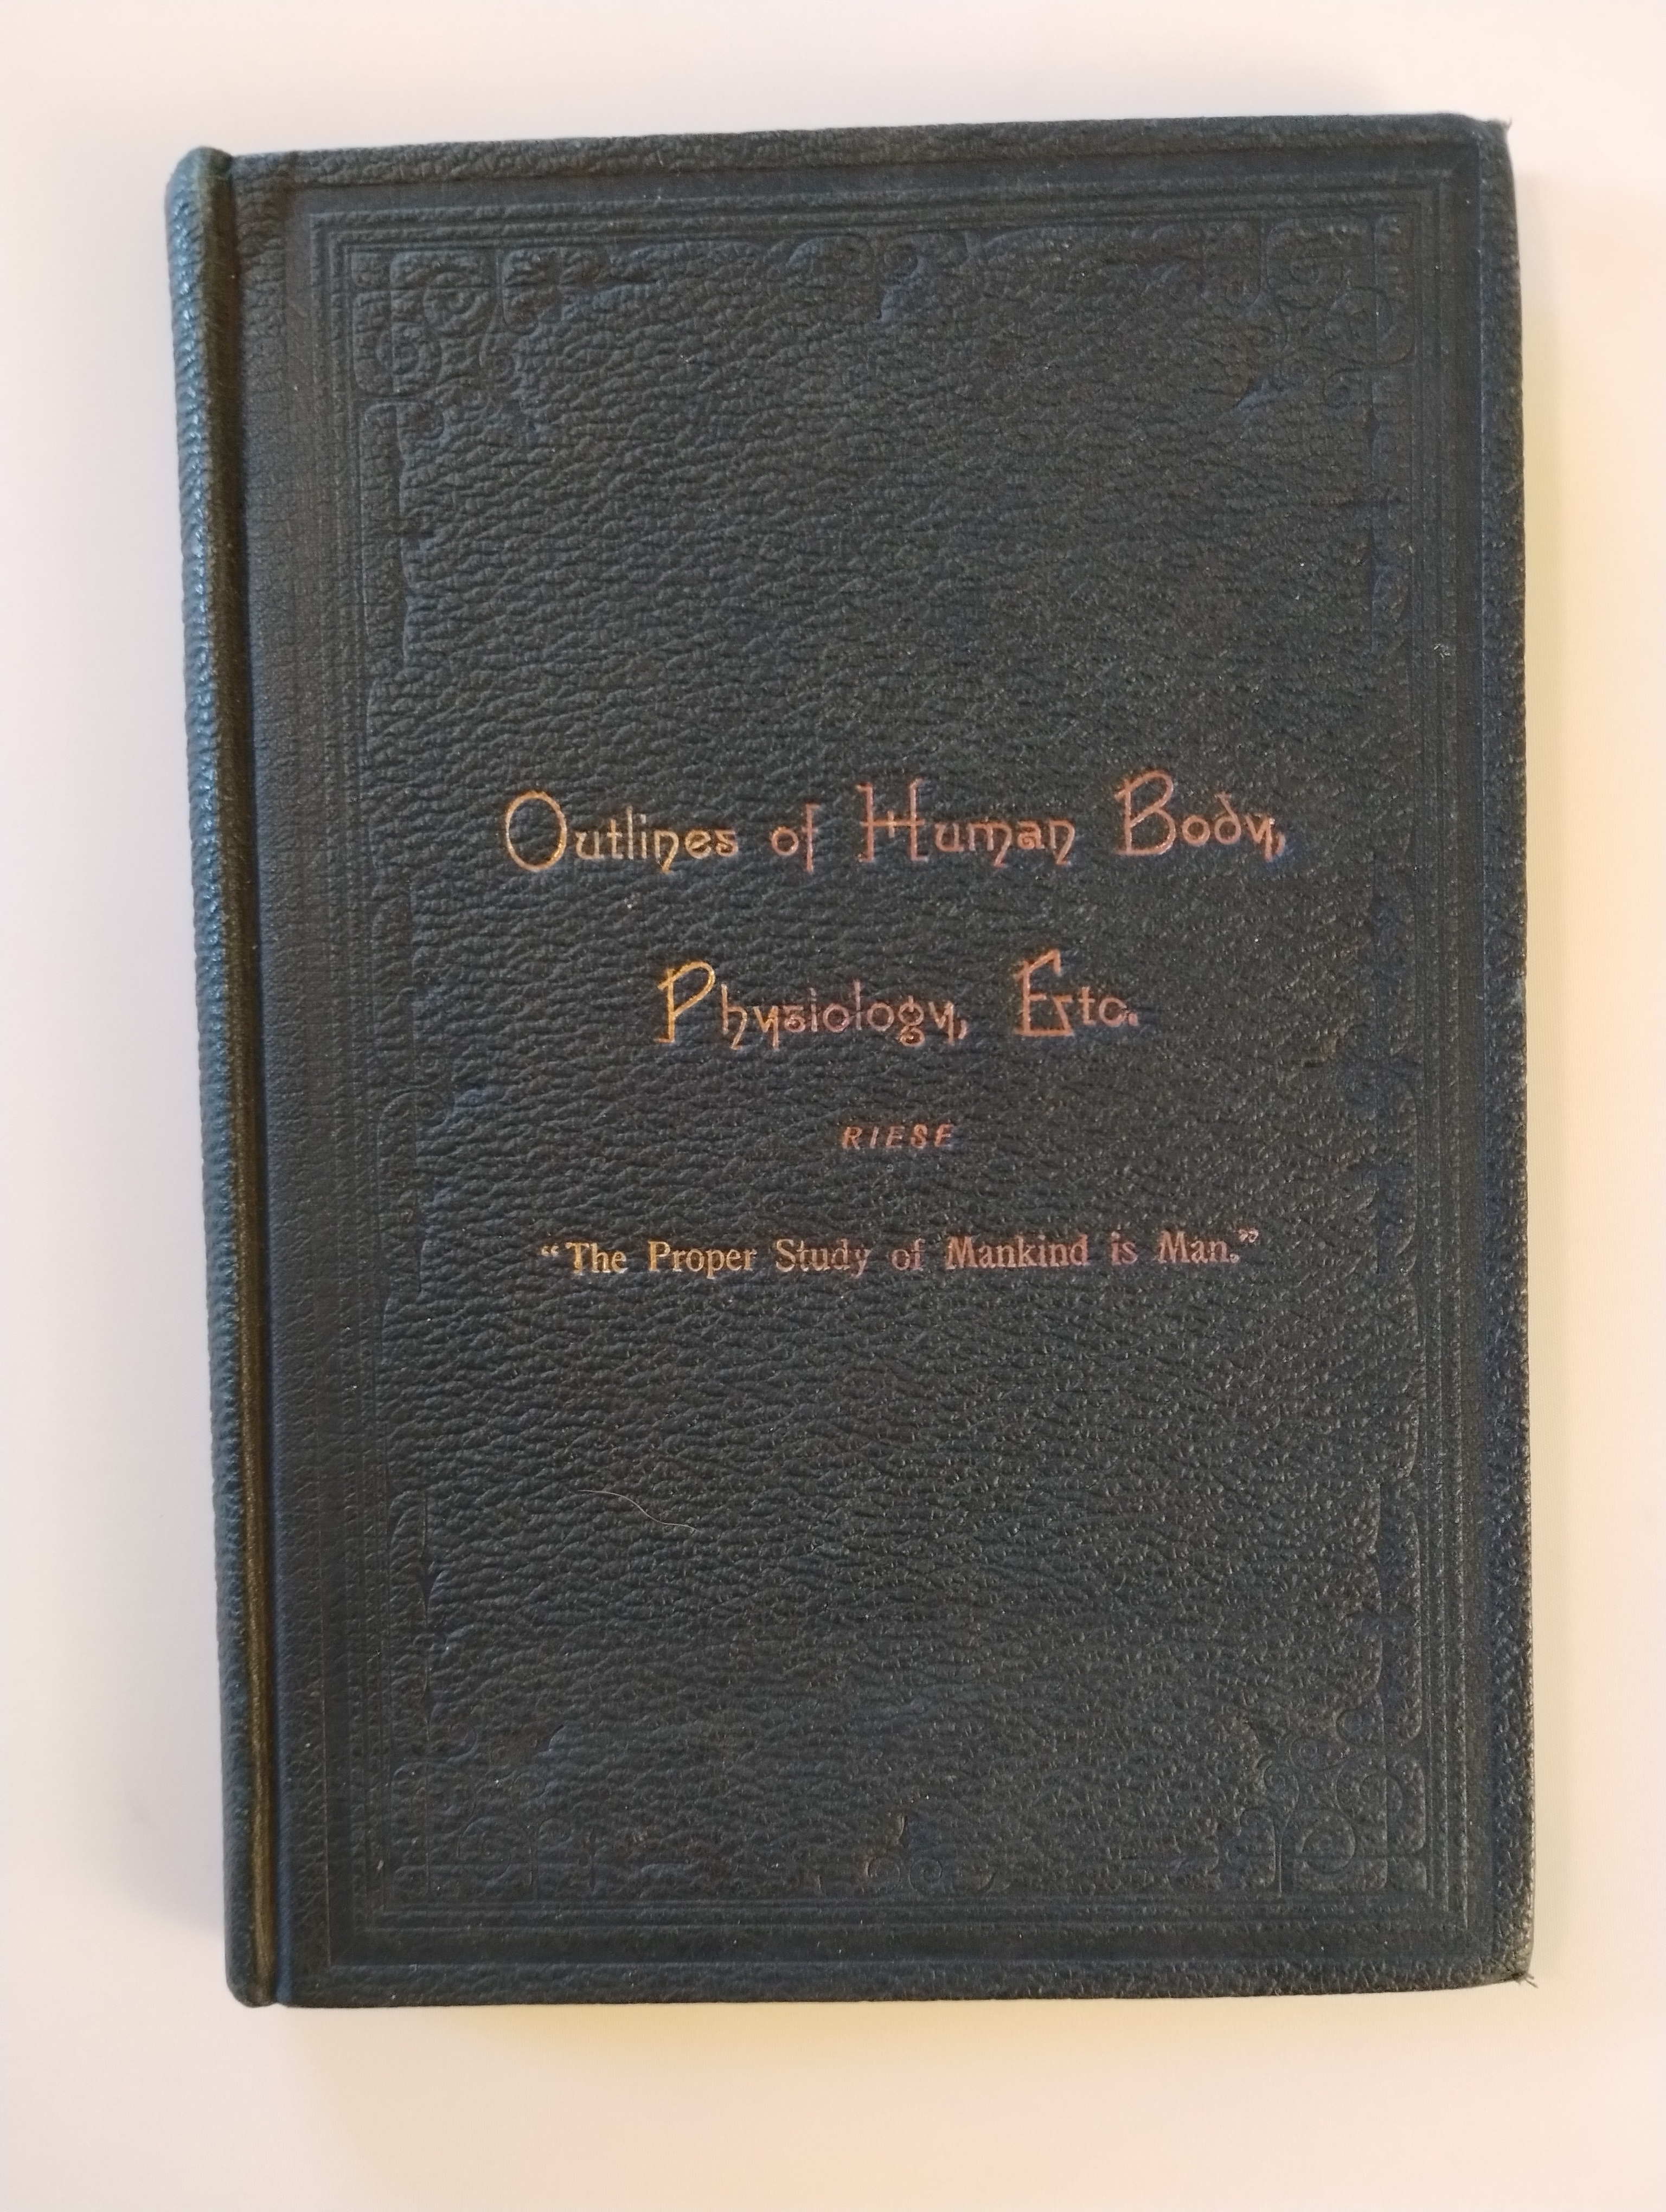 Outlines of Human Body,
Physiology, Etc.
RIESE
“The Proper Study of Mankind is Man.”